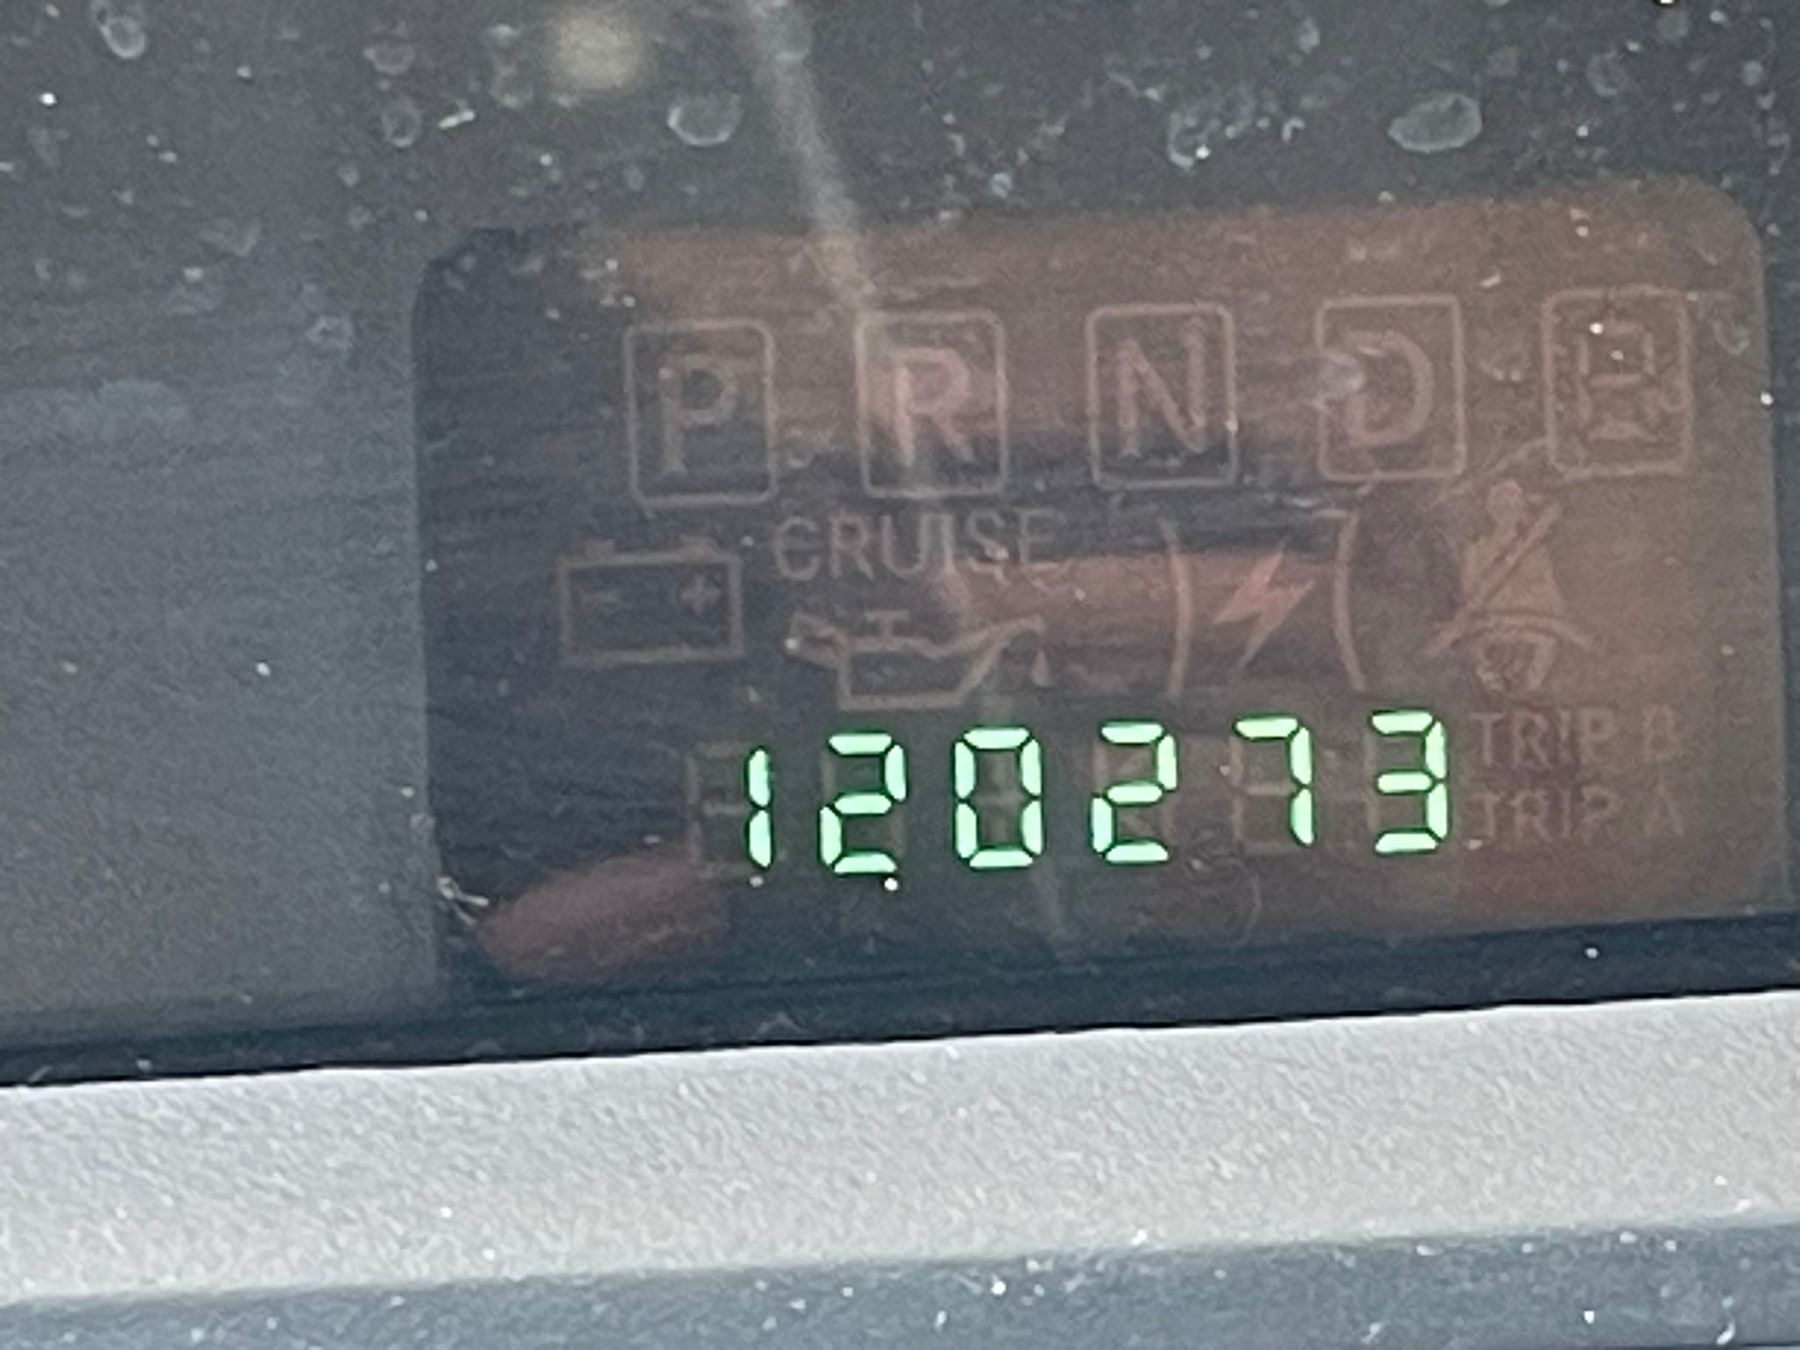 P R N D B
CRUISE
- +
120273
TRIP B
TRIP A